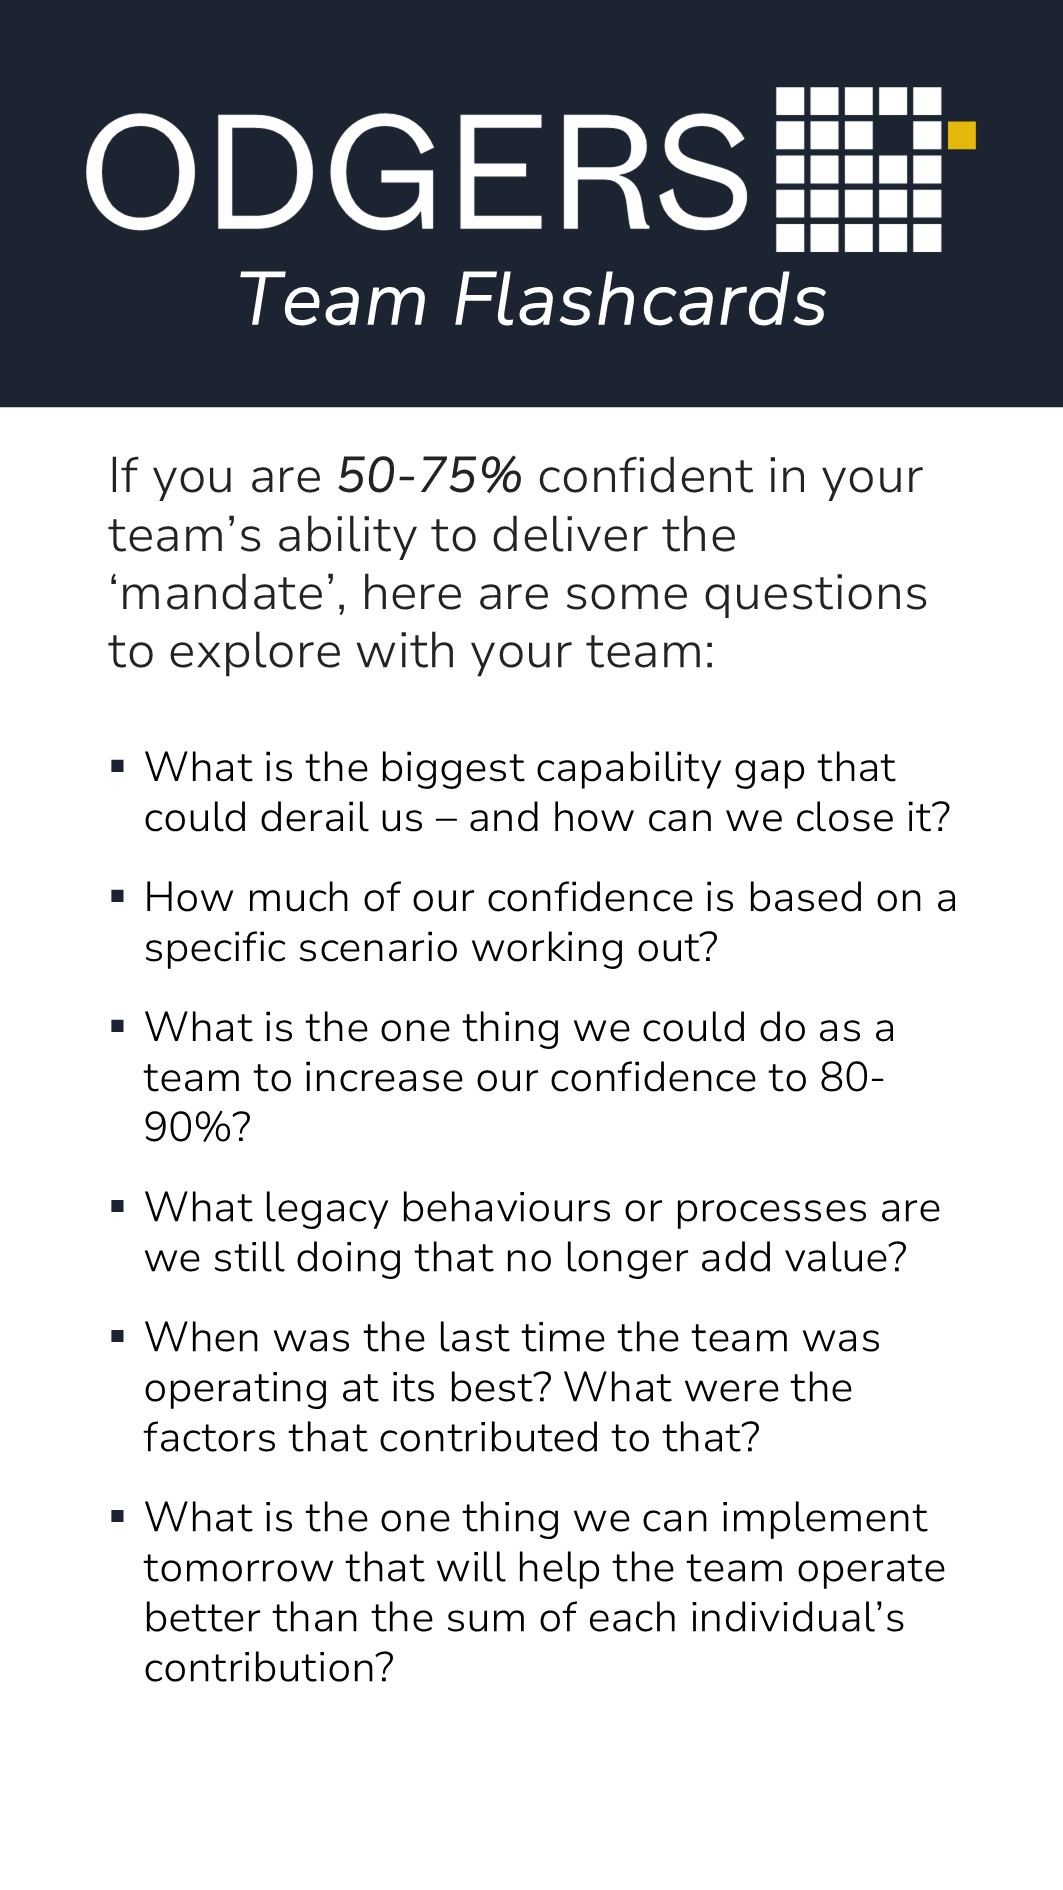 ODGERS
Team Flashcards
If you are 50-75% confident in your
team’s ability to deliver the
‘mandate’, here are some questions
to explore with your team:
▪ What is the biggest capability gap that
could derail us – and how can we close it?
▪ How much of our confidence is based on a
specific scenario working out?
▪ What is the one thing we could do as a
team to increase our confidence to 80-
90%?
▪ What legacy behaviours or processes are
we still doing that no longer add value?
▪ When was the last time the team was
operating at its best? What were the
factors that contributed to that?
▪ What is the one thing we can implement
tomorrow that will help the team operate
better than the sum of each individual’s
contribution?